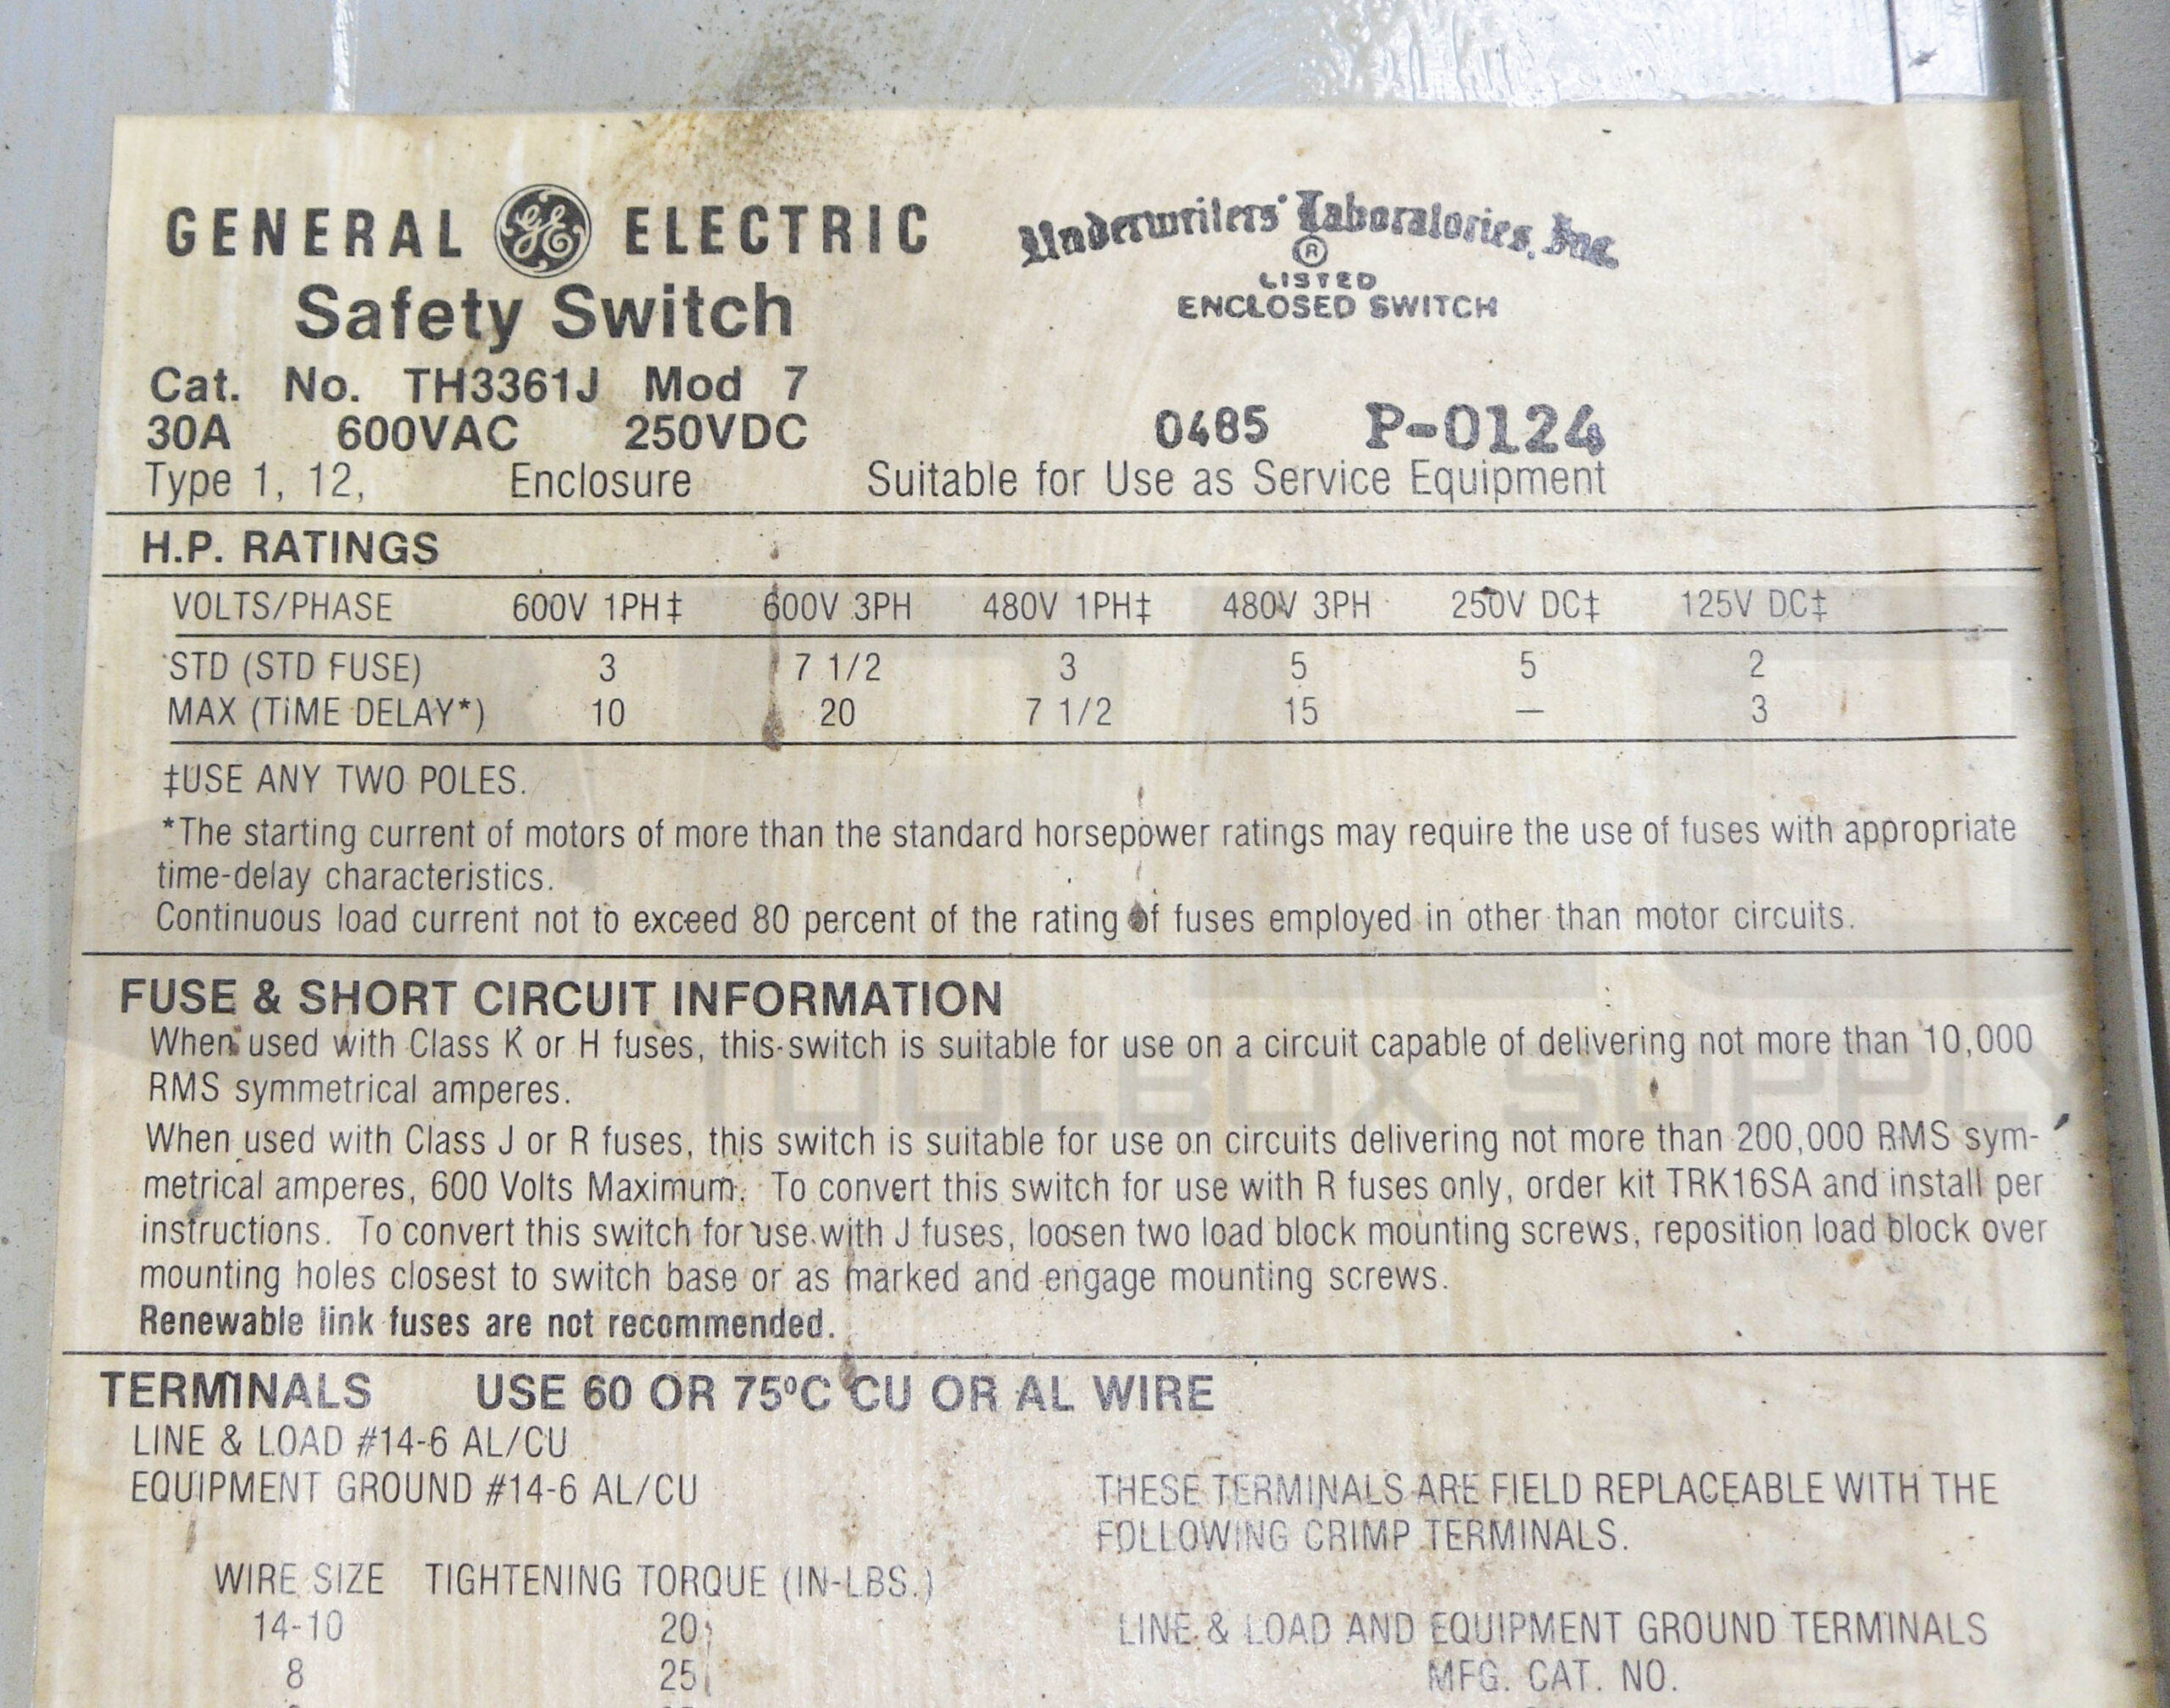 GENERAL GE ELECTRIC
Safety Switch
Underwriters' Laboratories, Inc.
®
LISTED
ENCLOSED SWITCH
Cat. No. TH3361J Mod 7
30A 600VAC 250VDC
0485 P-0124
Type 1, 12, Enclosure Suitable for Use as Service Equipment
H.P. RATINGS
VOLTS/PHASE 600V 1PH‡ 600V 3PH 480V 1PH‡ 480V 3PH 250V DC‡ 125V DC‡
STD (STD FUSE) 3 7 1/2 3 5 5 2
MAX (TIME DELAY*) 10 20 7 1/2 15 — 3
‡USE ANY TWO POLES.
*The starting current of motors of more than the standard horsepower ratings may require the use of fuses with appropriate
time-delay characteristics.
Continuous load current not to exceed 80 percent of the rating of fuses employed in other than motor circuits.
FUSE & SHORT CIRCUIT INFORMATION
When used with Class K or H fuses, this switch is suitable for use on a circuit capable of delivering not more than 10,000
RMS symmetrical amperes.
When used with Class J or R fuses, this switch is suitable for use on circuits delivering not more than 200,000 RMS sym-
metrical amperes, 600 Volts Maximum. To convert this switch for use with R fuses only, order kit TRK16SA and install per
instructions. To convert this switch for use with J fuses, loosen two load block mounting screws, reposition load block over
mounting holes closest to switch base or as marked and engage mounting screws.
Renewable link fuses are not recommended.
TOOLBOX SUPPLY
TERMINALS USE 60 OR 75°C CU OR AL WIRE
LINE & LOAD #14-6 AL/CU
EQUIPMENT GROUND #14-6 AL/CU
THESE TERMINALS ARE FIELD REPLACEABLE WITH THE
FOLLOWING CRIMP TERMINALS.
WIRE SIZE TIGHTENING TORQUE (IN-LBS.)
14-10 20
8 25
LINE & LOAD AND EQUIPMENT GROUND TERMINALS
MFG. CAT. NO.